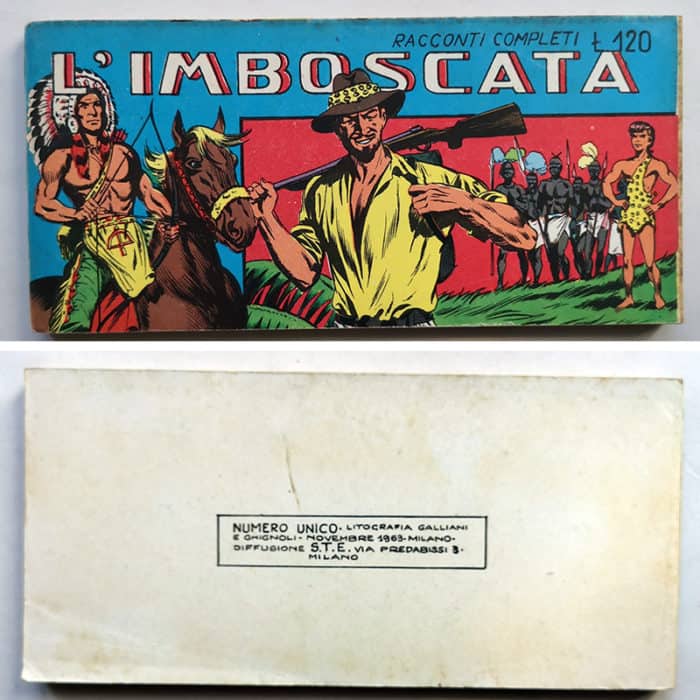 RACCONTI COMPLETI Ł 120
L'IMBOSCATA
NUMERO UNICO - LITOGRAFIA GALLIANI
E GHIGNOLI - NOVEMBRE 1963 - MILANO -
DIFFUSIONE S.T.E. VIA PREDABISSI 3 -
MILANO